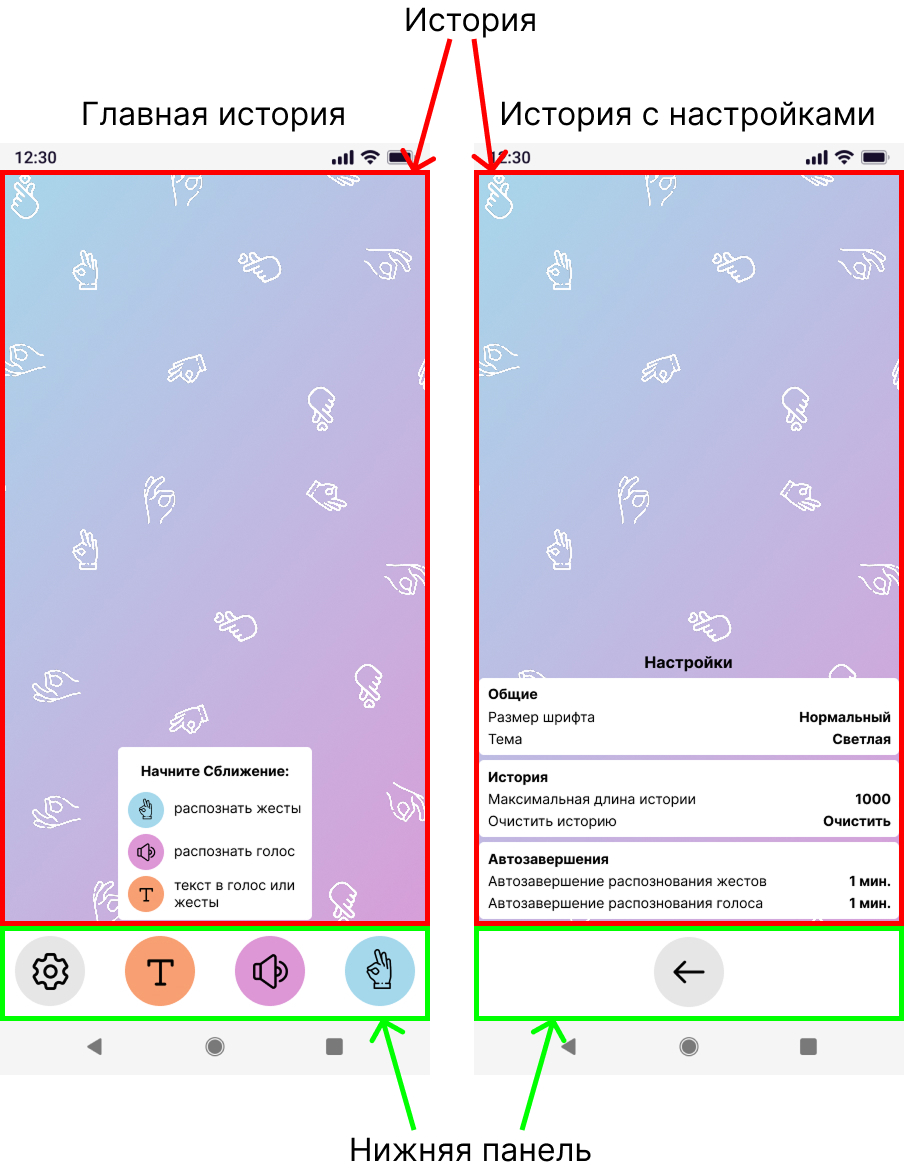 История
Главная история
История с настройками
12:30
Начните Сближение:
распознать жесты
распознать голос
T
текст в голос или
жесты
T
12:30
Настройки
Общие
Размер шрифта Нормальный
Тема Светлая
История
Максимальная длина истории 1000
Очистить историю Очистить
Автозавершения
Автозавершение распознования жестов 1 мин.
Автозавершение распознования голоса 1 мин.
Нижняя панель